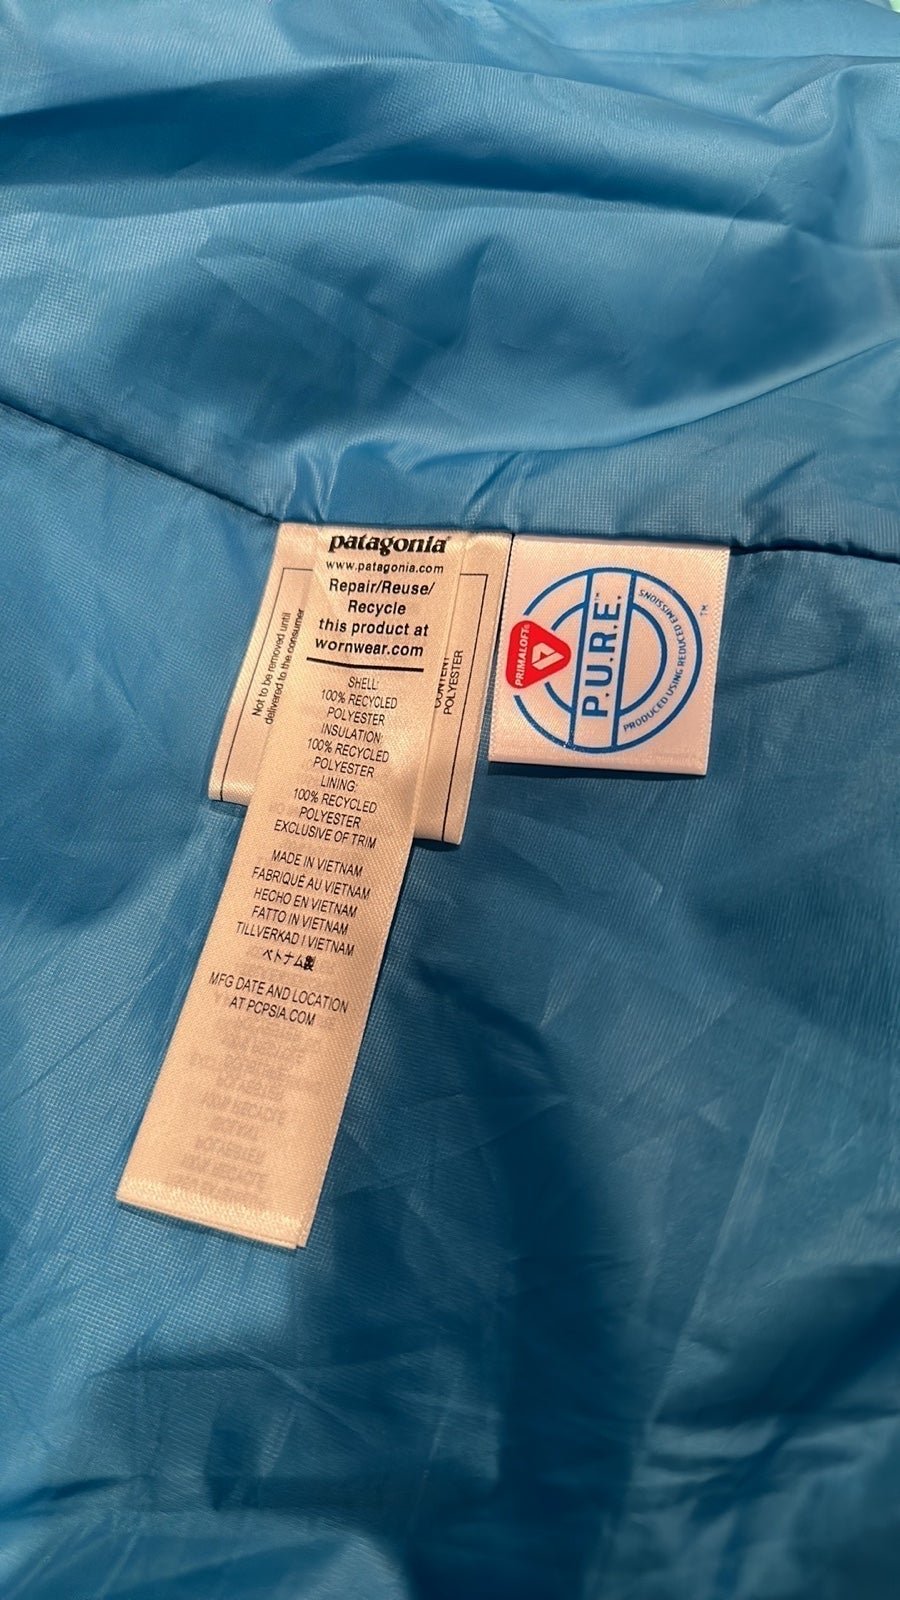 patagonia®
www.patagonia.com
Repair/Reuse/
Recycle
this product at
wornwear.com
SHELL:
100% RECYCLED
POLYESTER
INSULATION:
100% RECYCLED
POLYESTER
LINING:
100% RECYCLED
POLYESTER
EXCLUSIVE OF TRIM
MADE IN VIETNAM
FABRIQUÉ AU VIETNAM
HECHO EN VIETNAM
FATTO IN VIETNAM
TILLVERKAD I VIETNAM
ベトナム製
MFG DATE AND LOCATION
AT PCPSIA.COM
Not to be removed until
delivered to the consumer
CONTENT
POLYESTER
PRIMALOFT®
P.U.R.E.™
PRODUCED USING REDUCED EMISSIONS
™